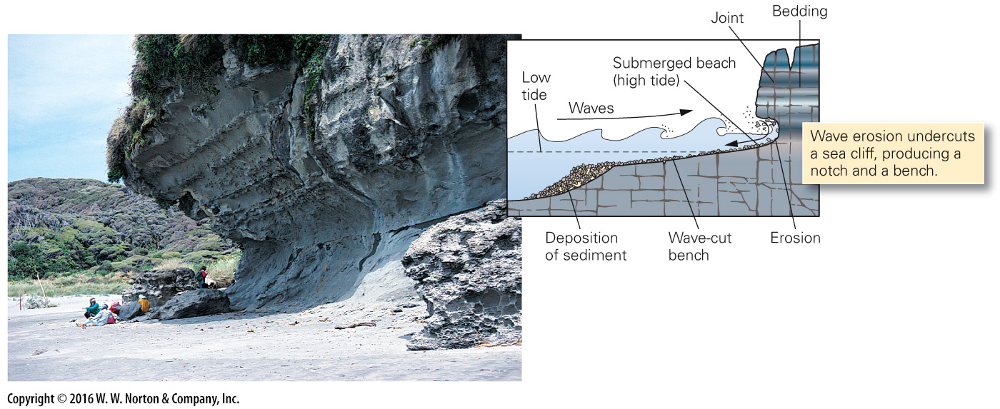 Joint
Bedding
Submerged beach
(high tide)
Low
tide
Waves
Wave erosion undercuts
a sea cliff, producing a
notch and a bench.
Deposition
of sediment
Wave-cut
bench
Erosion
Copyright © 2016 W. W. Norton & Company, Inc.